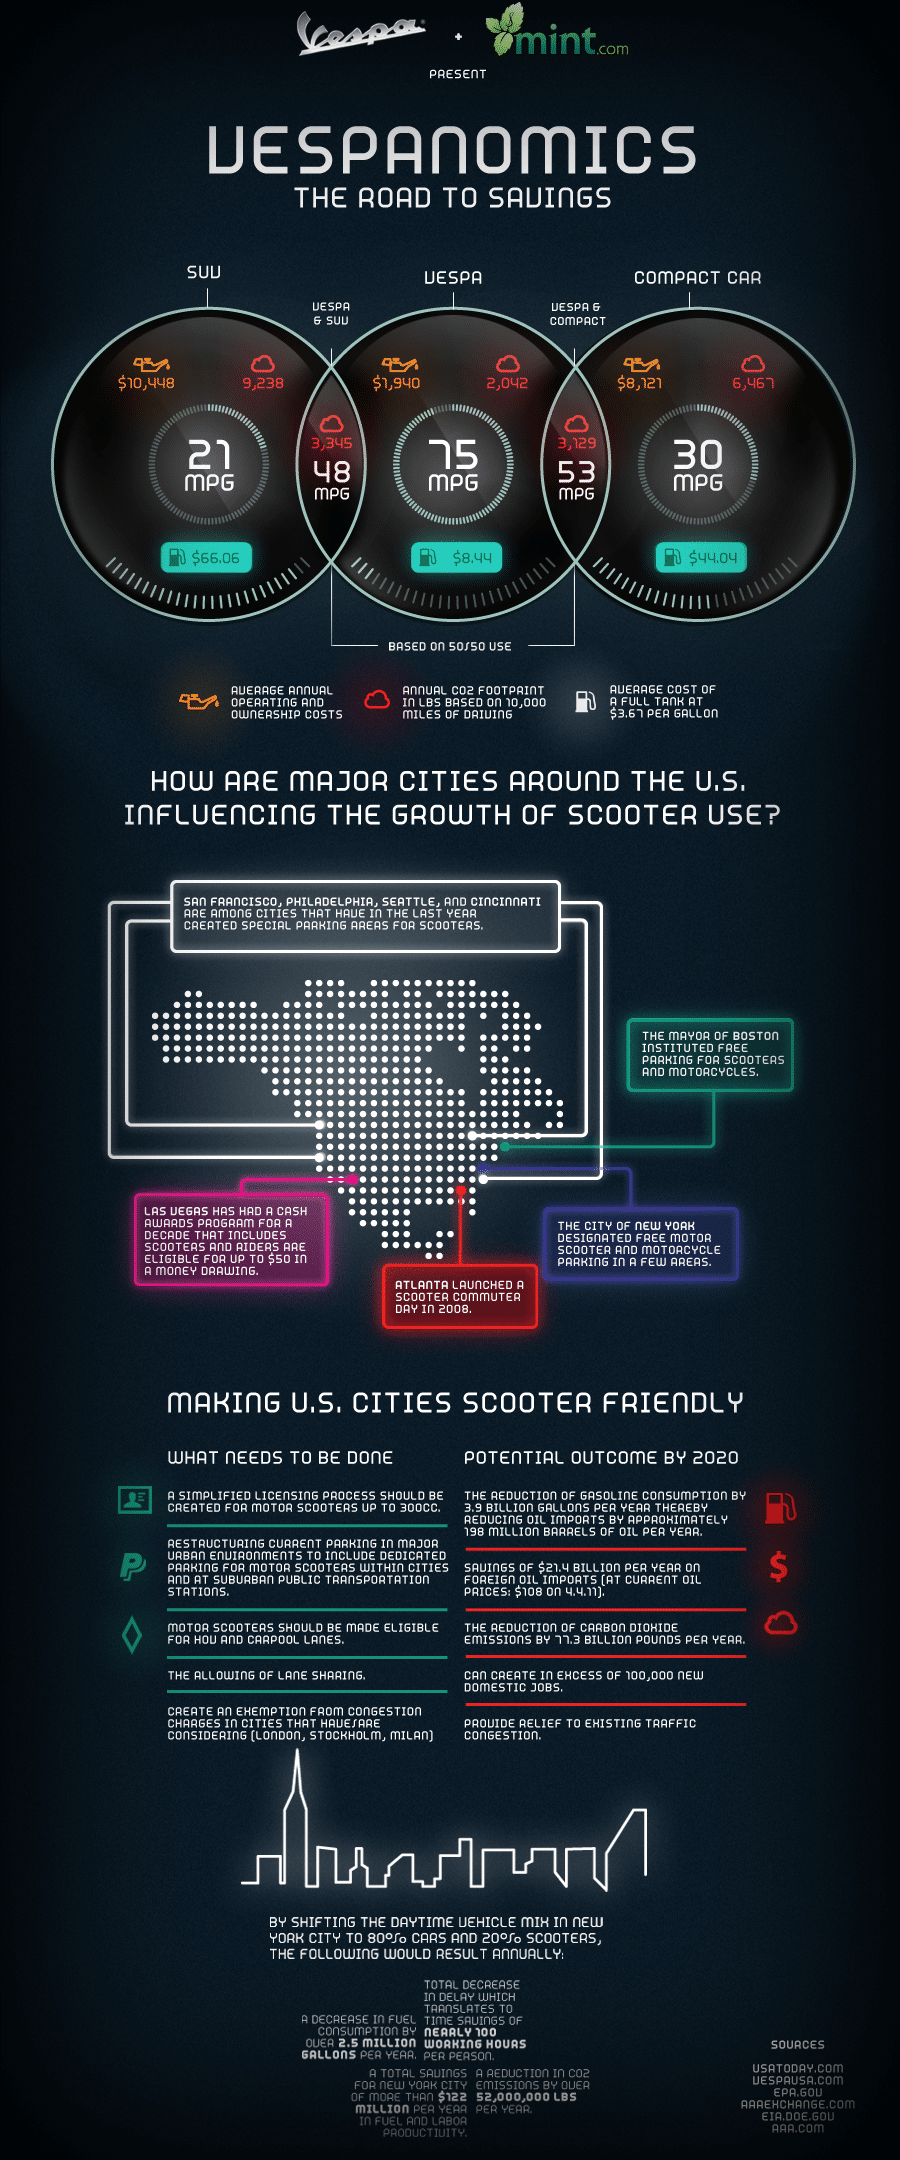 Vespa + mint.com
PRESENT
VESPANOMICS
THE ROAD TO SAVINGS
SUV
VESPA
& SUV
VESPA
VESPA &
COMPACT
COMPACT CAR
$10,448
9,238
21
MPG
$66.06
3,345
48
MPG
$1,940
2,042
75
MPG
$8.44
3,129
53
MPG
$8,121
6,467
30
MPG
$44.04
BASED ON 50/50 USE
AVERAGE ANNUAL
OPERATING AND
OWNERSHIP COSTS
ANNUAL CO2 FOOTPRINT
IN LBS BASED ON 10,000
MILES OF DRIVING
AVERAGE COST OF
A FULL TANK AT
$3.67 PER GALLON
HOW ARE MAJOR CITIES AROUND THE U.S.
INFLUENCING THE GROWTH OF SCOOTER USE?
SAN FRANCISCO, PHILADELPHIA, SEATTLE, AND CINCINNATI
ARE AMONG CITIES THAT HAVE IN THE LAST YEAR
CREATED SPECIAL PARKING AREAS FOR SCOOTERS.
THE MAYOR OF BOSTON
INSTITUTED FREE
PARKING FOR SCOOTERS
AND MOTORCYCLES.
LAS VEGAS HAS HAD A CASH
AWARDS PROGRAM FOR A
DECADE THAT INCLUDES
SCOOTERS AND RIDERS ARE
ELIGIBLE FOR UP TO $50 IN
A MONEY DRAWING.
THE CITY OF NEW YORK
DESIGNATED FREE MOTOR
SCOOTER AND MOTORCYCLE
PARKING IN A FEW AREAS.
ATLANTA LAUNCHED A
SCOOTER COMMUTER
DAY IN 2008.
MAKING U.S. CITIES SCOOTER FRIENDLY
WHAT NEEDS TO BE DONE
A SIMPLIFIED LICENSING PROCESS SHOULD BE
CREATED FOR MOTOR SCOOTERS UP TO 300CC.
RESTRUCTURING CURRENT PARKING IN MAJOR
URBAN ENVIRONMENTS TO INCLUDE DEDICATED
PARKING FOR MOTOR SCOOTERS WITHIN CITIES
AND AT SUBURBAN PUBLIC TRANSPORTATION
STATIONS.
MOTOR SCOOTERS SHOULD BE MADE ELIGIBLE
FOR HOV AND CARPOOL LANES.
THE ALLOWING OF LANE SHARING.
CREATE AN EXEMPTION FROM CONGESTION
CHARGES IN CITIES THAT HAVE/ARE
CONSIDERING (LONDON, STOCKHOLM, MILAN)
POTENTIAL OUTCOME BY 2020
THE REDUCTION OF GASOLINE CONSUMPTION BY
3.9 BILLION GALLONS PER YEAR THEREBY
REDUCING OIL IMPORTS BY APPROXIMATELY
198 MILLION BARRELS OF OIL PER YEAR.
SAVINGS OF $21.4 BILLION PER YEAR ON
FOREIGN OIL IMPORTS (AT CURRENT OIL
PRICES: $108 ON 4.4.11).
THE REDUCTION OF CARBON DIOXIDE
EMISSIONS BY 77.3 BILLION POUNDS PER YEAR.
CAN CREATE IN EXCESS OF 100,000 NEW
DOMESTIC JOBS.
PROVIDE RELIEF TO EXISTING TRAFFIC
CONGESTION.
$
BY SHIFTING THE DAYTIME VEHICLE MIX IN NEW
YORK CITY TO 80% CARS AND 20% SCOOTERS,
THE FOLLOWING WOULD RESULT ANNUALLY:
A DECREASE IN FUEL
CONSUMPTION BY
OVER 2.5 MILLION
GALLONS PER YEAR.
TOTAL DECREASE
IN DELAY WHICH
TRANSLATES TO
TIME SAVINGS OF
NEARLY 100
WORKING HOURS
PER PERSON.
A TOTAL SAVINGS
FOR NEW YORK CITY
OF MORE THAN $122
MILLION PER YEAR
IN FUEL AND LABOR
PRODUCTIVITY.
A REDUCTION IN CO2
EMISSIONS BY OVER
52,000,000 LBS
PER YEAR.
SOURCES
USATODAY.COM
VESPAUSA.COM
EPA.GOV
AAAEXCHANGE.COM
EIA.DOE.GOV
AAA.COM